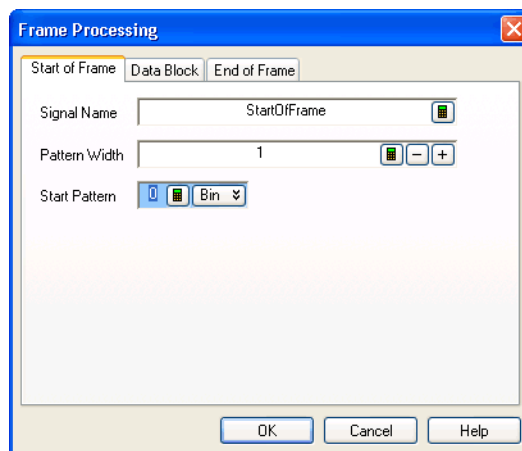 Frame Processing
Start of Frame Data Block End of Frame
Signal Name StartOfFrame
Pattern Width 1 − +
Start Pattern 0 Bin
OK Cancel Help